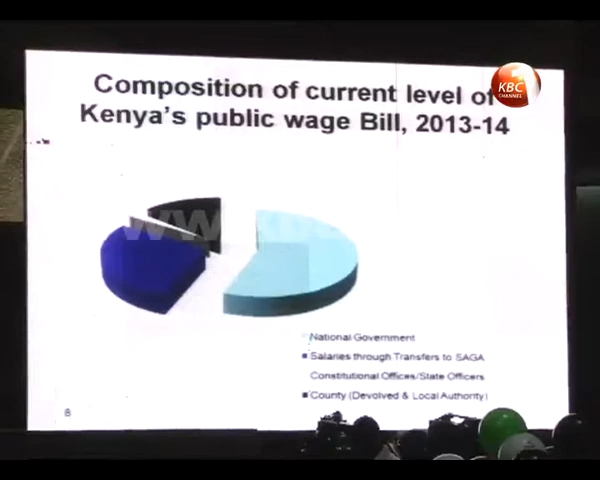 Composition of current level of
Kenya's public wage Bill, 2013-14
KBC
CHANNEL
www.
National Government
Salaries through Transfers to SAGA
Constitutional Offices/State Officers
County (Devolved & Local Authority)
8